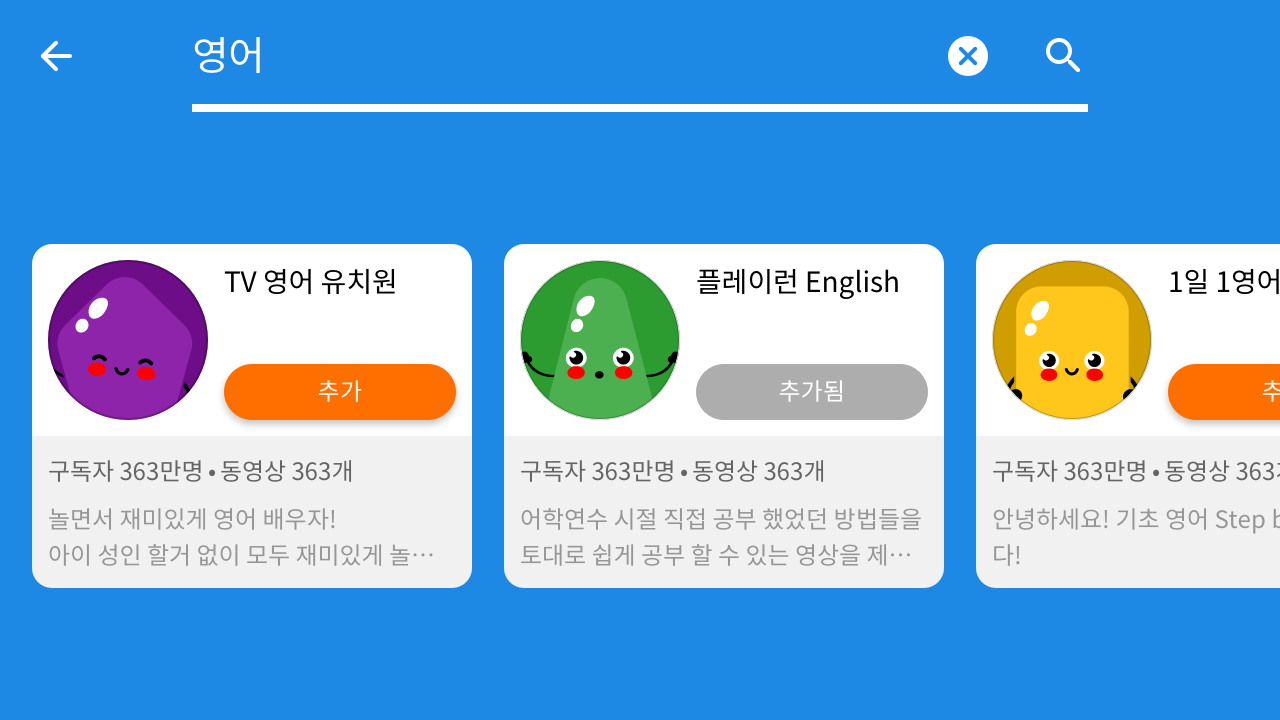 영어
TV 영어 유치원
추가
구독자 363만명 • 동영상 363개
놀면서 재미있게 영어 배우자!
아이 성인 할거 없이 모두 재미있게 놀…
플레이런 English
추가됨
구독자 363만명 • 동영상 363개
어학연수 시절 직접 공부 했었던 방법들을
토대로 쉽게 공부 할 수 있는 영상을 제…
1일 1영어
구독자 363만명 • 동영상 363
안녕하세요! 기초 영어 Step
다!